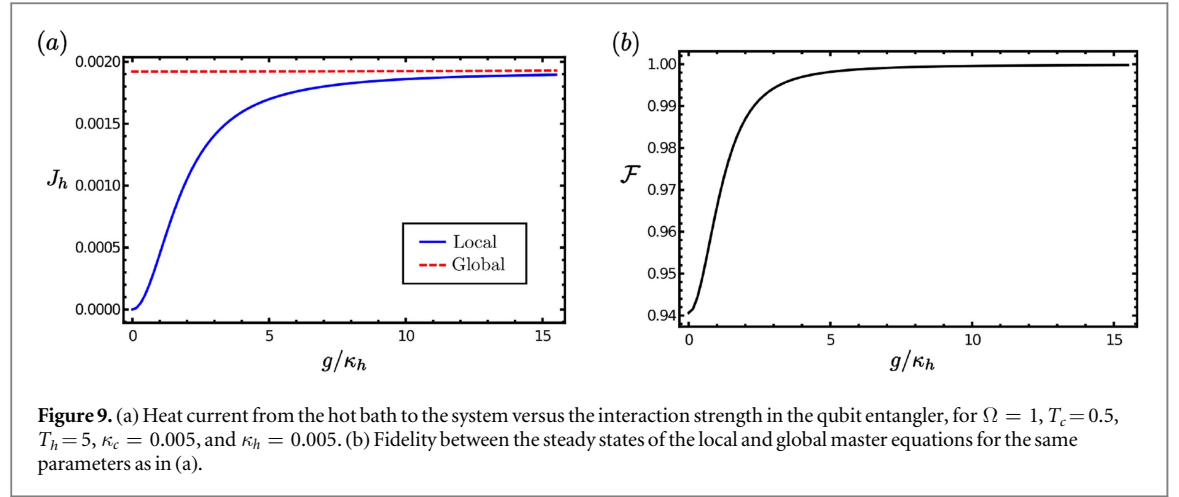 (a)
0.0020
0.0015
J_h 0.0010
0.0005
0.0000
0 5 10 15
g/κ_h
Local
Global
(b)
1.00
0.99
0.98
ℱ 0.97
0.96
0.95
0.94
0 5 10 15
g/κ_h
Figure 9. (a) Heat current from the hot bath to the system versus the interaction strength in the qubit entangler, for Ω = 1, T_c = 0.5,
T_h = 5, κ_c = 0.005, and κ_h = 0.005. (b) Fidelity between the steady states of the local and global master equations for the same
parameters as in (a).